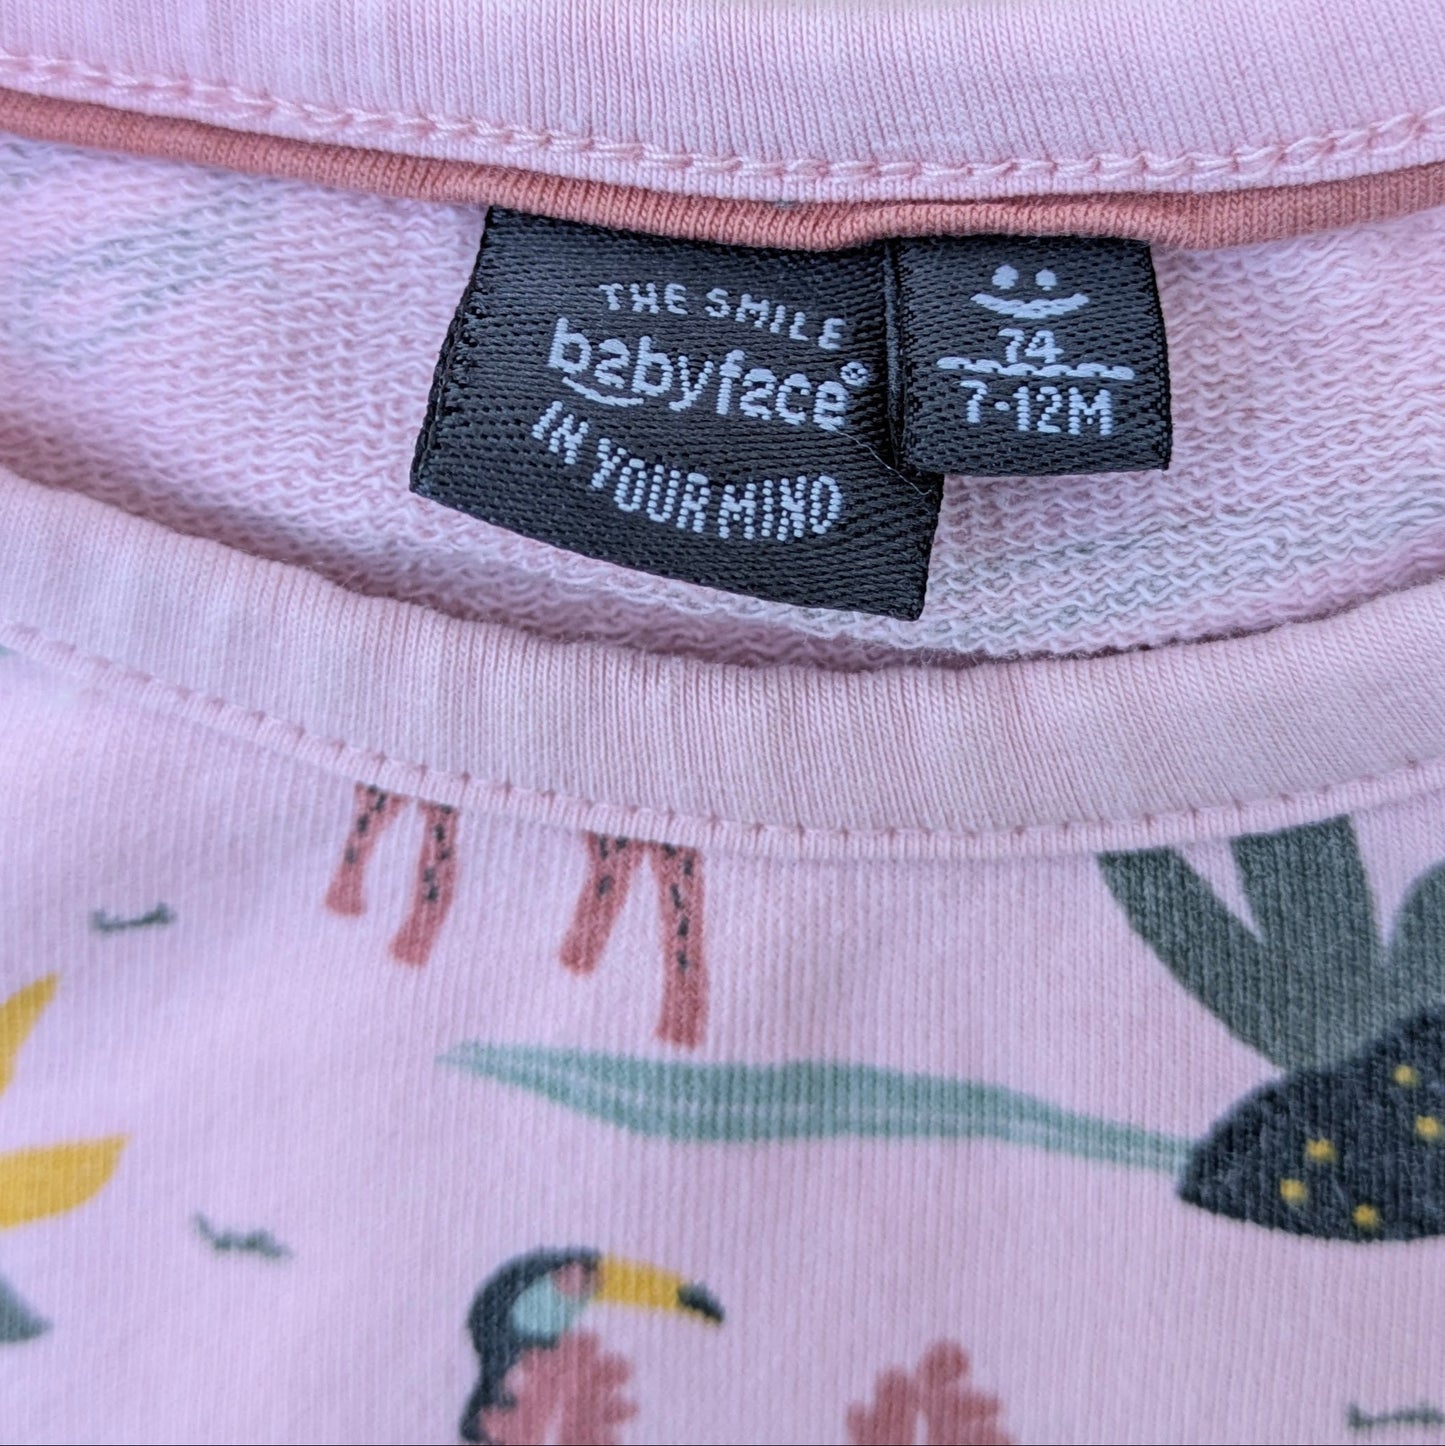 THE SMILE
babyface®
IN YOUR MIND
74
7-12M